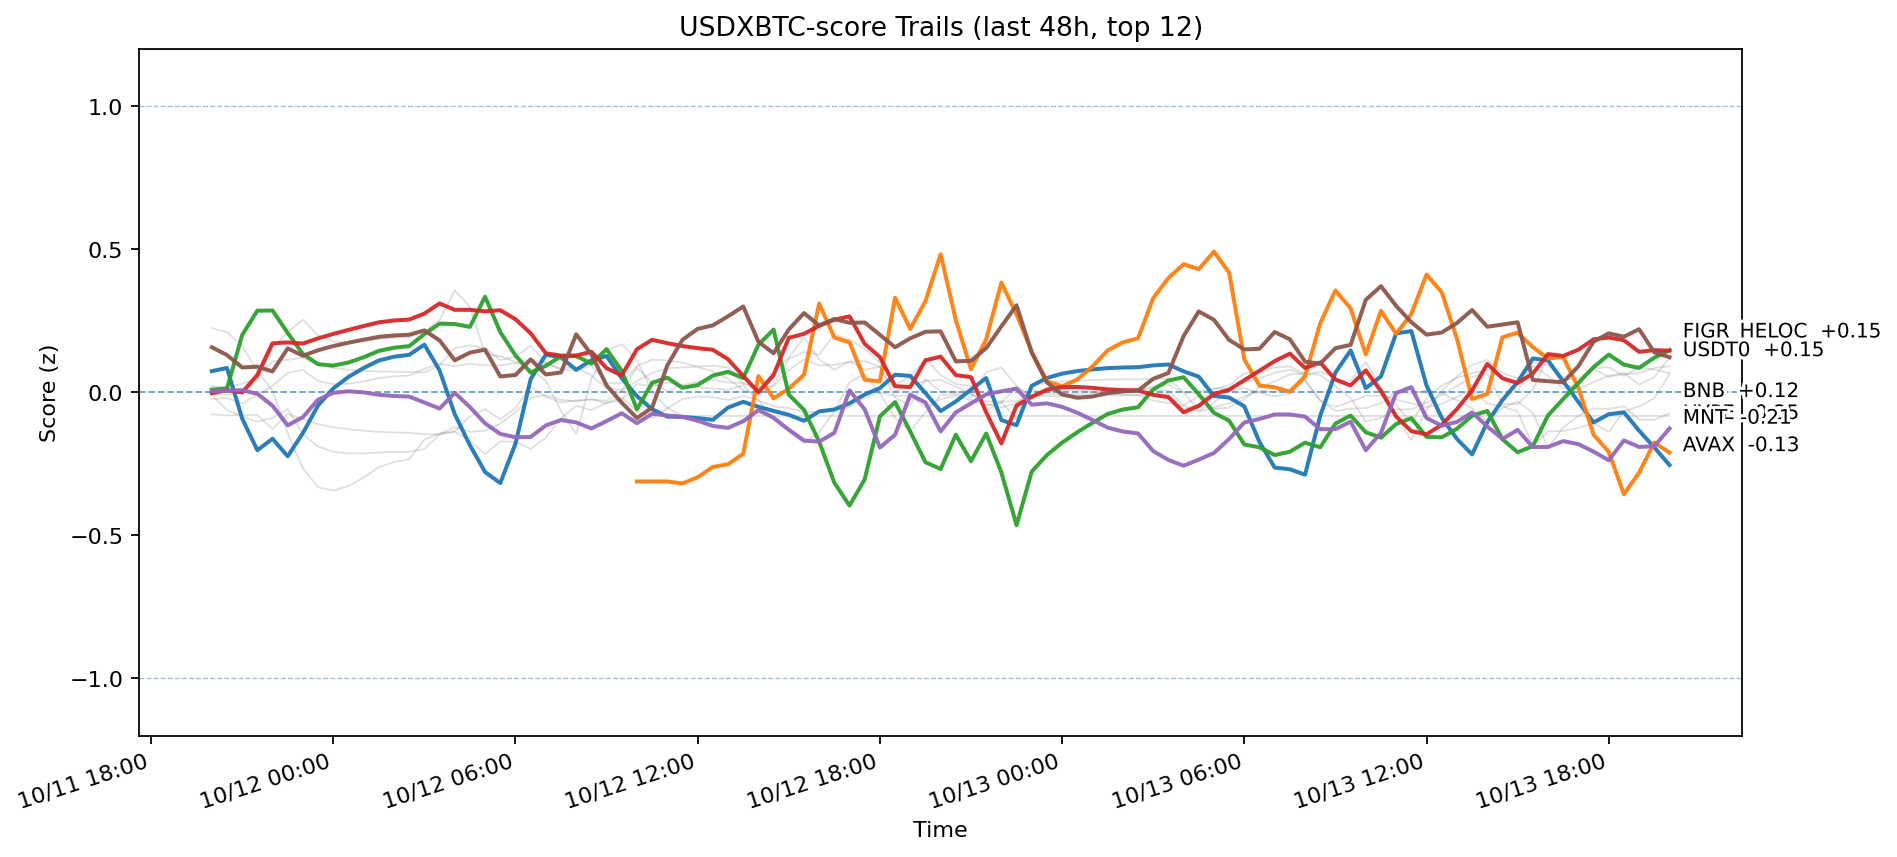 USDXBTC-score Trails (last 48h, top 12)
Score (z)
1.0
0.5
0.0
−0.5
−1.0
FIGR_HELOC +0.15
USDT0 +0.15
BNB +0.12
MNT -0.21
AVAX -0.13
10/11 18:00
10/12 00:00
10/12 06:00
10/12 12:00
10/12 18:00
10/13 00:00
10/13 06:00
10/13 12:00
10/13 18:00
Time